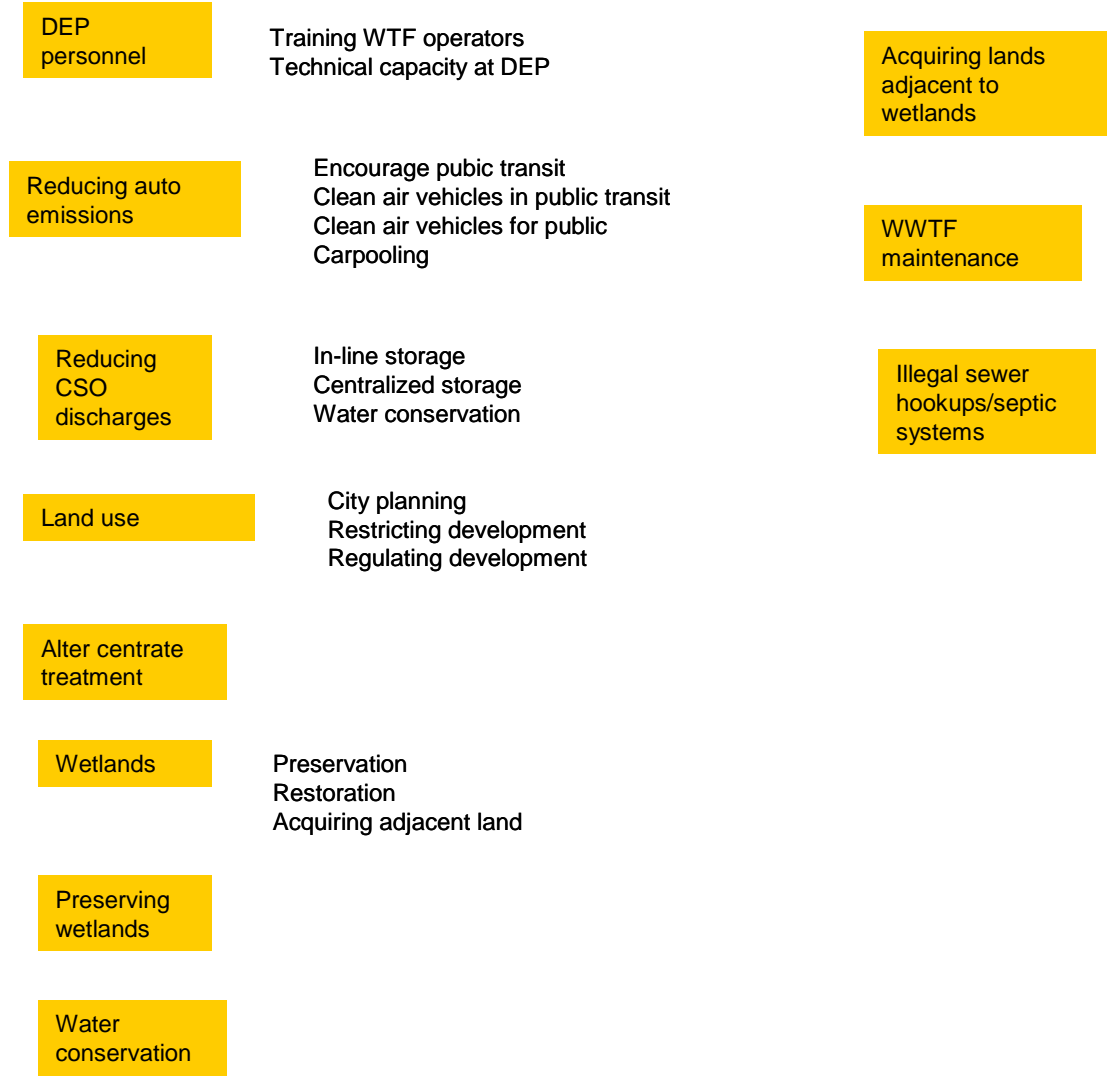 DEP
personnel
Training WTF operators
Technical capacity at DEP
Acquiring lands
adjacent to
wetlands
Reducing auto
emissions
Encourage pubic transit
Clean air vehicles in public transit
Clean air vehicles for public
Carpooling
WWTF
maintenance
Reducing
CSO
discharges
In-line storage
Centralized storage
Water conservation
Illegal sewer
hookups/septic
systems
Land use
City planning
Restricting development
Regulating development
Alter centrate
treatment
Wetlands
Preservation
Restoration
Acquiring adjacent land
Preserving
wetlands
Water
conservation